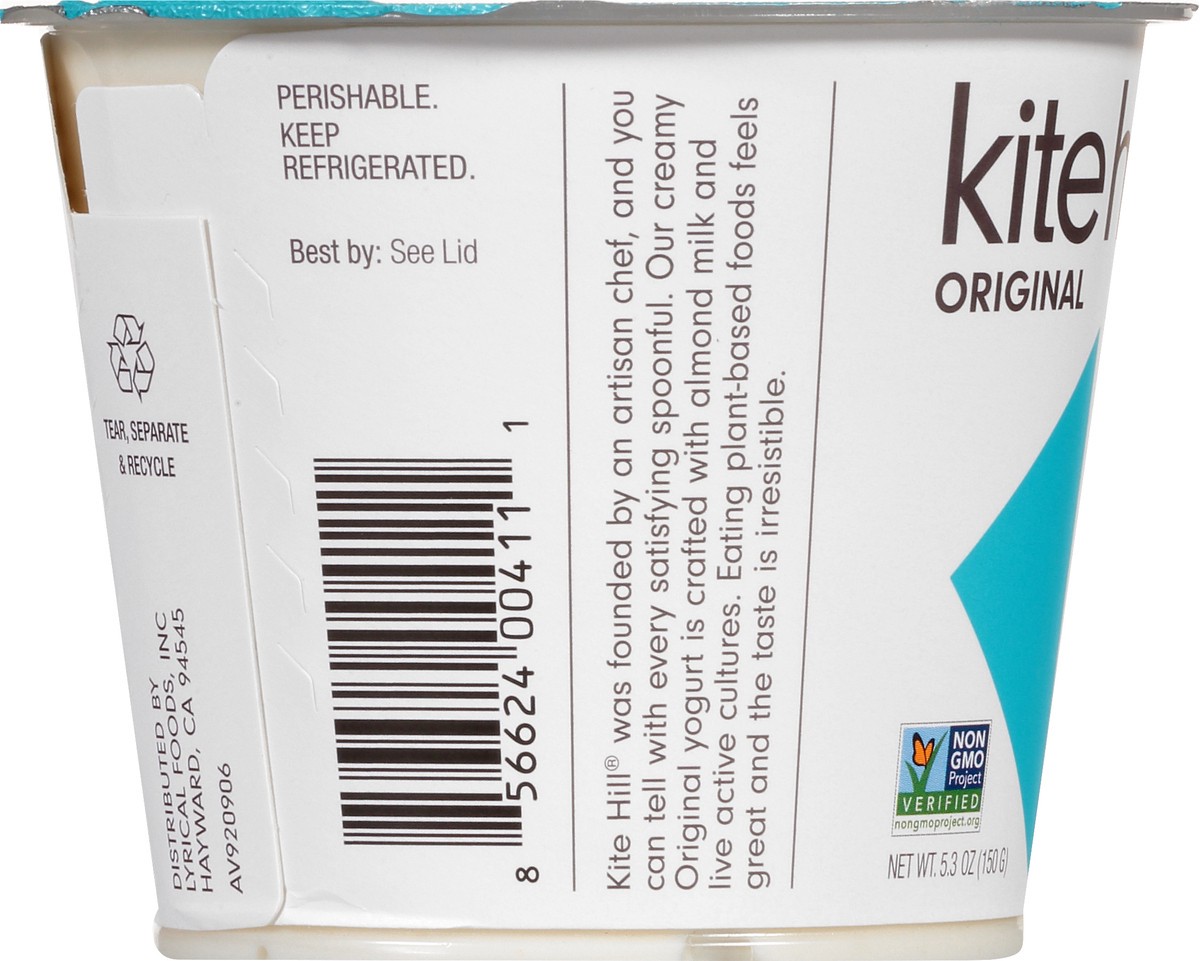 PERISHABLE.
KEEP
REFRIGERATED.
Best by: See Lid
TEAR, SEPARATE
& RECYCLE
DISTRIBUTED BY
LYRICAL FOODS, INC
HAYWARD, CA 94545
AV920906
8 56624 00411 1
Kite Hill® was founded by an artisan chef, and you
can tell with every satisfying spoonful. Our creamy
Original yogurt is crafted with almond milk and
live active cultures. Eating plant-based foods feels
great and the taste is irresistible.
kite
ORIGINAL
NON
GMO
Project
VERIFIED
nongmoproject.org
NET WT. 5.3 OZ (150 G)